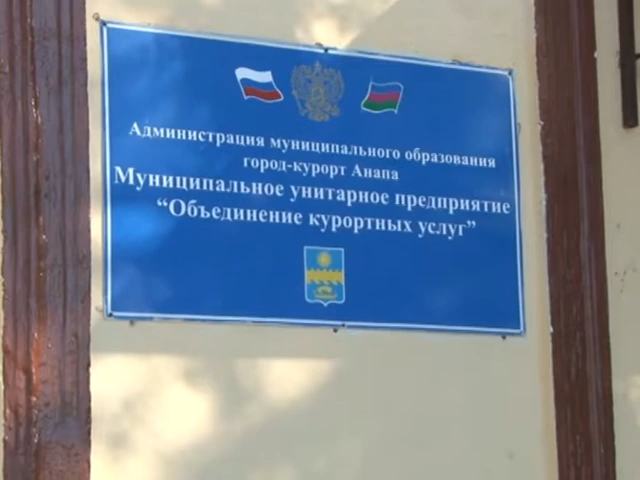 Администрация муниципального образования
город-курорт Анапа
Муниципальное унитарное предприятие
“Объединение курортных услуг”